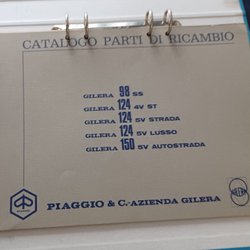 CATALOGO PARTI DI RICAMBIO
GILERA 98 SS
GILERA 124 4V ST
GILERA 124 5V STRADA
GILERA 124 5V LUSSO
GILERA 150 5V AUTOSTRADA
PIAGGIO & C.-AZIENDA GILERA